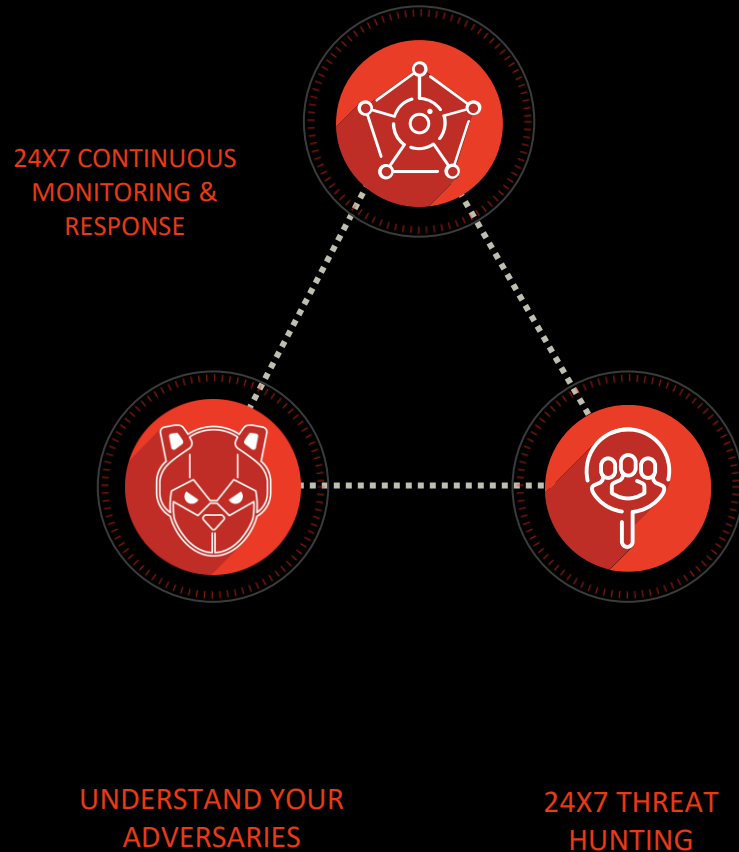 24X7 CONTINUOUS
MONITORING &
RESPONSE
UNDERSTAND YOUR
ADVERSARIES
24X7 THREAT
HUNTING